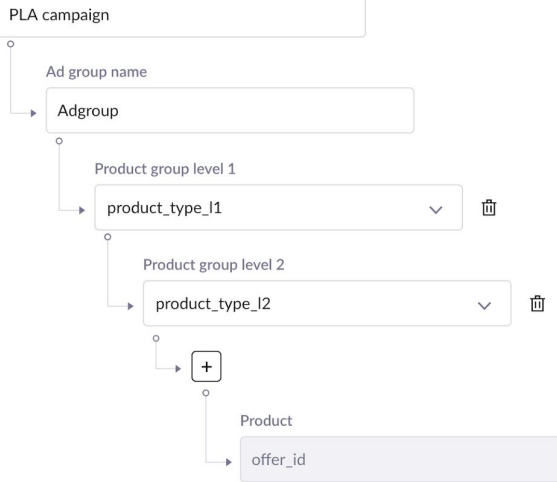 PLA campaign
Ad group name
Adgroup
Product group level 1
product_type_l1
Product group level 2
product_type_l2
+
Product
offer_id